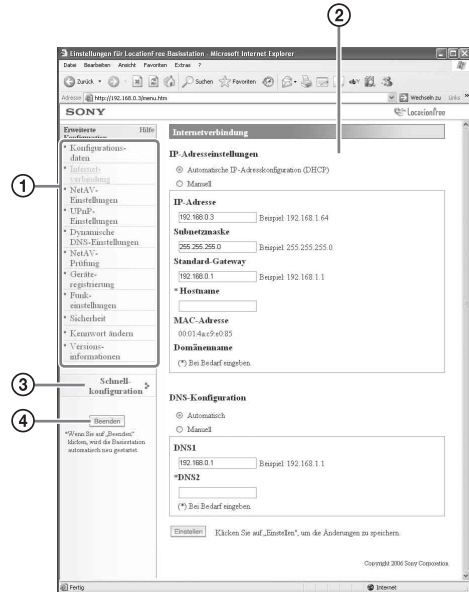 ②
Einstellungen für LocationFree-Basisstation - Microsoft Internet Explorer
Datei Bearbeiten Ansicht Favoriten Extras ?
Zurück Suchen Favoriten
Adresse http://192.168.0.3/menu.htm Wechseln zu Links »
SONY LocationFree
Erweiterte Konfiguration Hilfe
Internetverbindung
①
• Konfigurations-
daten
• Internet-
verbindung
• NetAV-
Einstellungen
• UPnP-
Einstellungen
• Dynamische
DNS-Einstellungen
• NetAV-
Prüfung
• Geräte-
registrierung
• Funk-
einstellungen
• Sicherheit
• Kennwort ändern
• Versions-
informationen
③
Schnell-
konfiguration
④
Beenden
*Wenn Sie auf „Beenden"
klicken, wird die Basisstation
automatisch neu gestartet.
IP-Adresseinstellungen
Automatische IP-Adresskonfiguration (DHCP)
Manuell
IP-Adresse
192.168.0.3 Beispiel: 192.168.1.64
Subnetzmaske
255.255.255.0 Beispiel: 255.255.255.0
Standard-Gateway
192.168.0.1 Beispiel: 192.168.1.1
* Hostname
MAC-Adresse
00:01:4a:c9:e0:85
Domänenname
(*) Bei Bedarf eingeben
DNS-Konfiguration
Automatisch
Manuell
DNS1
192.168.0.1 Beispiel: 192.168.1.1
*DNS2
(*) Bei Bedarf eingeben
Einstellen Klicken Sie auf „Einstellen", um die Änderungen zu speichern.
Copyright 2006 Sony Corporation
Fertig Internet